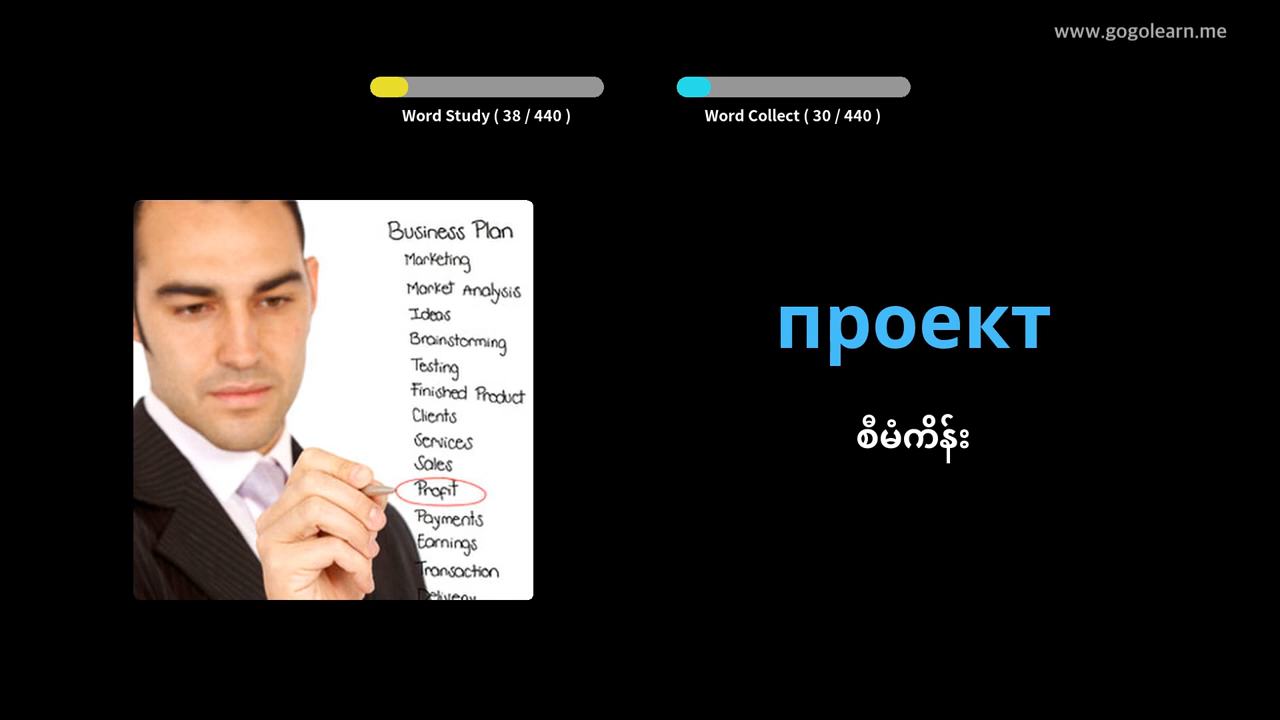 www.gogolearn.me
Word Study ( 38 / 440 )
Word Collect ( 30 / 440 )
Business Plan
Marketing
Market Analysis
Ideas
Brainstorming
Testing
Finished Product
Clients
Services
Sales
Profit
Payments
Earnings
Transaction
Delivery
проект
စီမံကိန်း